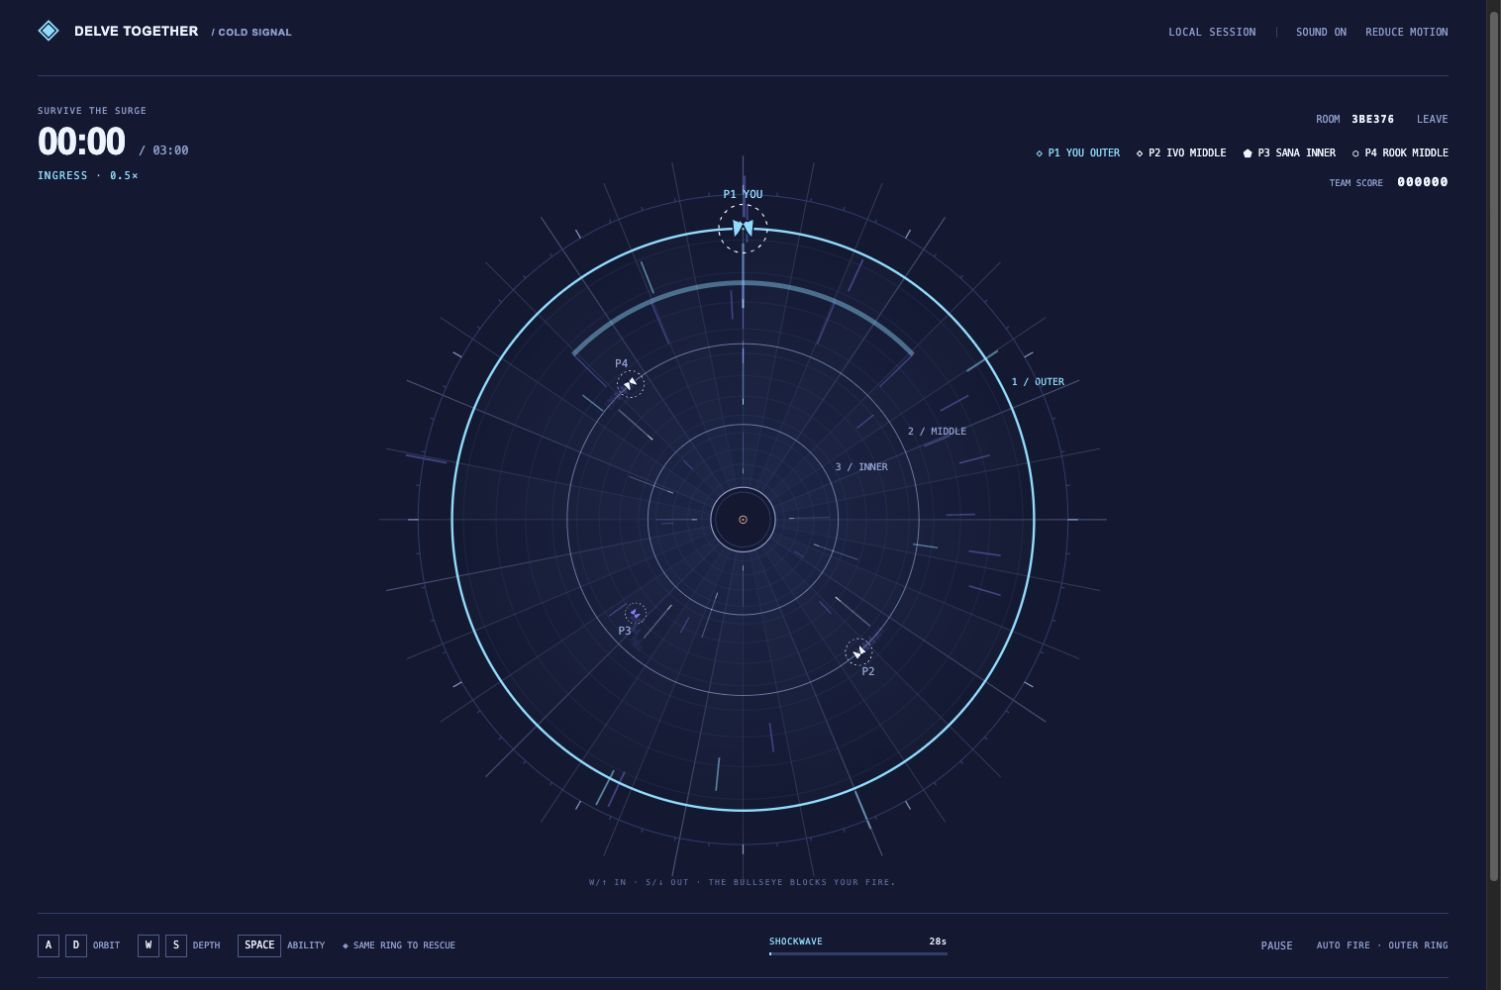 DELVE TOGETHER / COLD SIGNAL
LOCAL SESSION
SOUND ON
REDUCE MOTION
SURVIVE THE SURGE
00:00 / 03:00
INGRESS · 0.5×
ROOM 3BE376 LEAVE
◇ P1 YOU OUTER ◇ P2 IVO MIDDLE ⬟ P3 SANA INNER ○ P4 ROOK MIDDLE
TEAM SCORE 000000
P1 YOU
P4
1 / OUTER
2 / MIDDLE
3 / INNER
P3
P2
W/↑ IN · S/↓ OUT · THE BULLSEYE BLOCKS YOUR FIRE.
A D ORBIT W S DEPTH SPACE ABILITY ◈ SAME RING TO RESCUE
SHOCKWAVE 28s
PAUSE
AUTO FIRE · OUTER RING